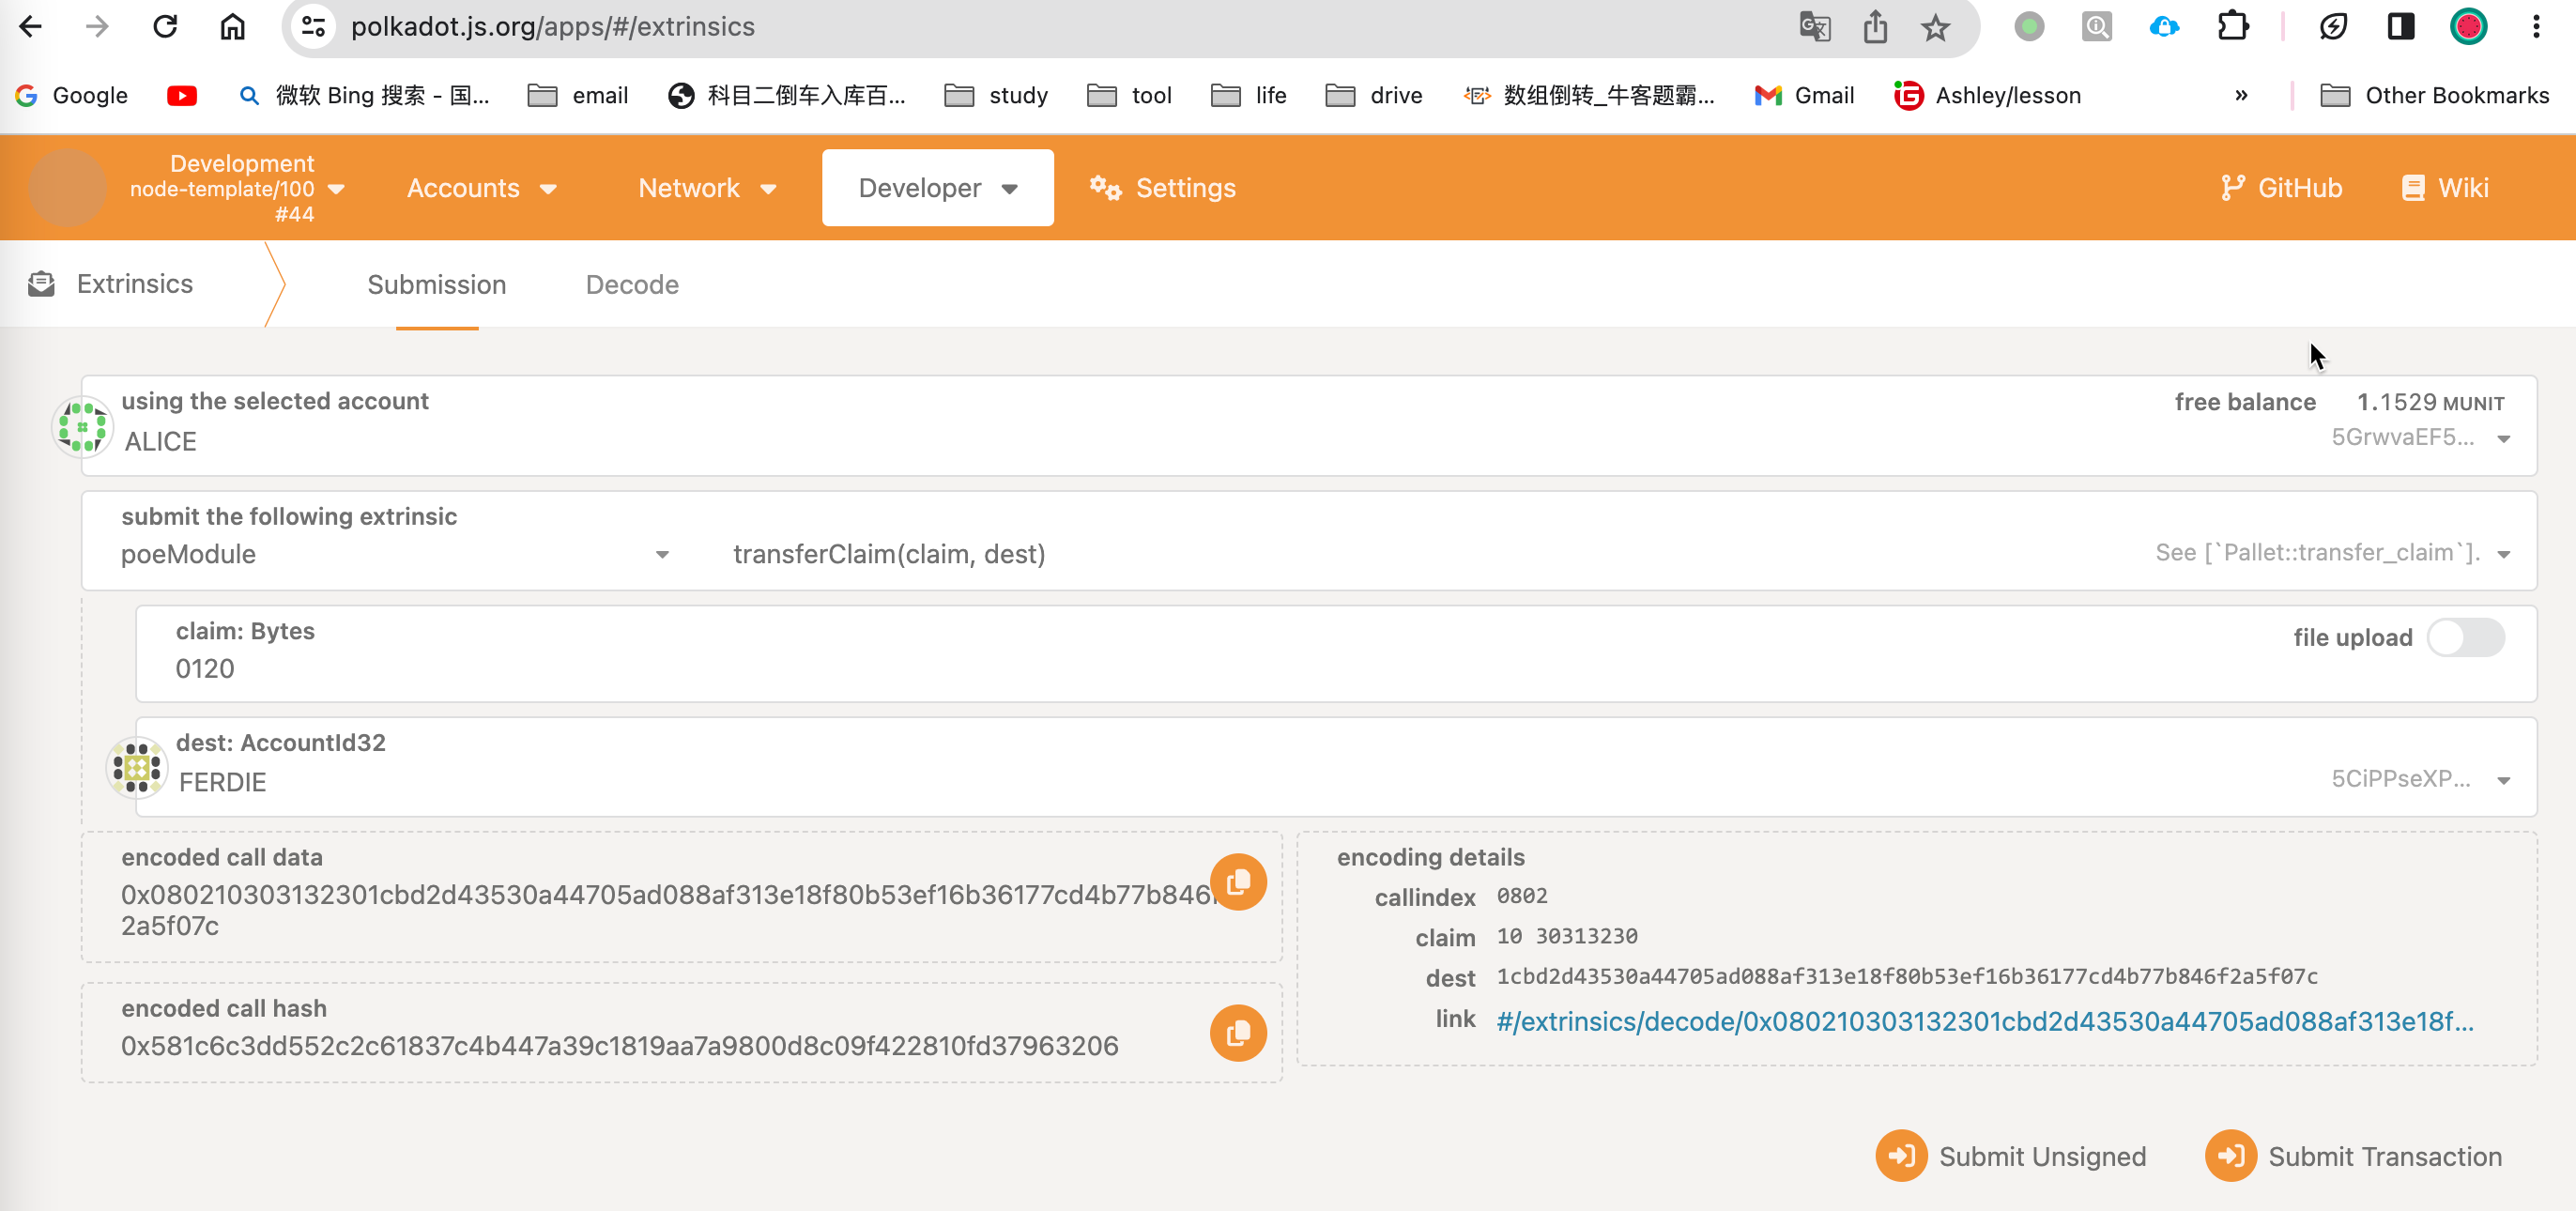 polkadot.js.org/apps/#/extrinsics
Google 微软 Bing 搜索 - 国... email 科目二倒车入库百... study tool life drive 数组倒转_牛客题霸... Gmail Ashley/lesson » Other Bookmarks
Development
node-template/100
#44
Accounts Network Developer Settings GitHub Wiki
Extrinsics Submission Decode
using the selected account
ALICE
free balance 1.1529 MUNIT
5GrwvaEF5...
submit the following extrinsic
poeModule transferClaim(claim, dest) See [`Pallet::transfer_claim`].
claim: Bytes
0120
file upload
dest: AccountId32
FERDIE
5CiPPseXP...
encoded call data
0x080210303132301cbd2d43530a44705ad088af313e18f80b53ef16b36177cd4b77b846
2a5f07c
encoded call hash
0x581c6c3dd552c2c61837c4b447a39c1819aa7a9800d8c09f422810fd37963206
encoding details
callindex 0802
claim 10 30313230
dest 1cbd2d43530a44705ad088af313e18f80b53ef16b36177cd4b77b846f2a5f07c
link #/extrinsics/decode/0x080210303132301cbd2d43530a44705ad088af313e18f...
Submit Unsigned Submit Transaction